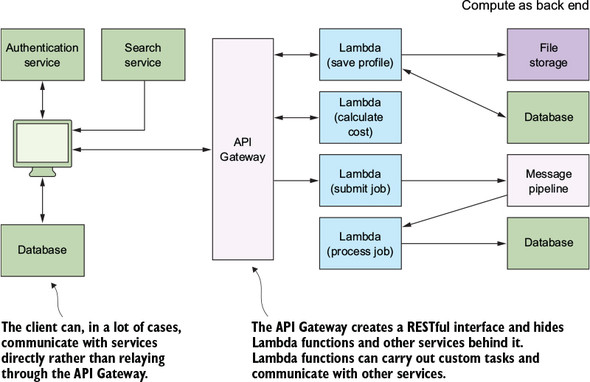 Compute as back end
Authentication
service
Search
service
Lambda
(save profile)
File
storage
Lambda
(calculate
cost)
Database
API
Gateway
Lambda
(submit job)
Message
pipeline
Database
Lambda
(process job)
Database
The client can, in a lot of cases,
communicate with services
directly rather than relaying
through the API Gateway.
The API Gateway creates a RESTful interface and hides
Lambda functions and other services behind it.
Lambda functions can carry out custom tasks and
communicate with other services.